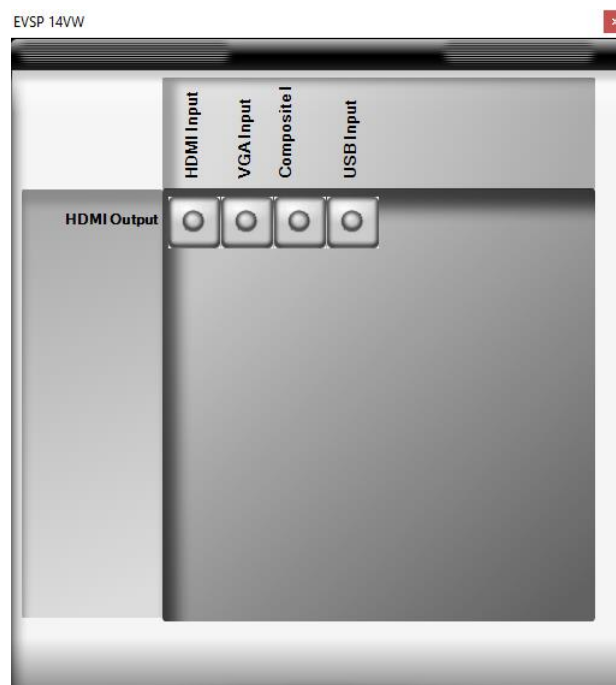 EVSP 14VW
HDMI Input
VGA Input
Composite I
USB Input
HDMI Output